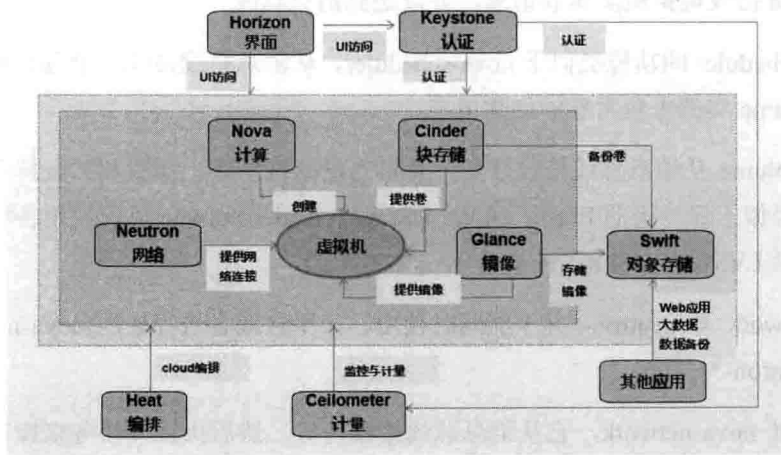 Horizon
界面
UI访问
Keystone
认证
认证
UI访问
认证
Nova
计算
Cinder
块存储
备份卷
创建
提供卷
Neutron
网络
提供网
络连接
虚拟机
Glance
镜像
存储
镜像
Swift
对象存储
提供镜像
Web应用
大数据
数据备份
cloud编排
监控与计量
其他应用
Heat
编排
Ceilometer
计量